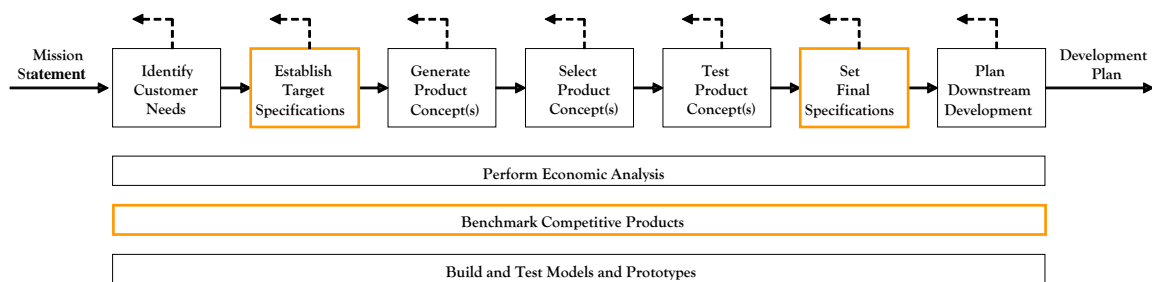 Mission
Statement
Identify
Customer
Needs
Establish
Target
Specifications
Generate
Product
Concept(s)
Select
Product
Concept(s)
Test
Product
Concept(s)
Set
Final
Specifications
Plan
Downstream
Development
Development
Plan
Perform Economic Analysis
Benchmark Competitive Products
Build and Test Models and Prototypes